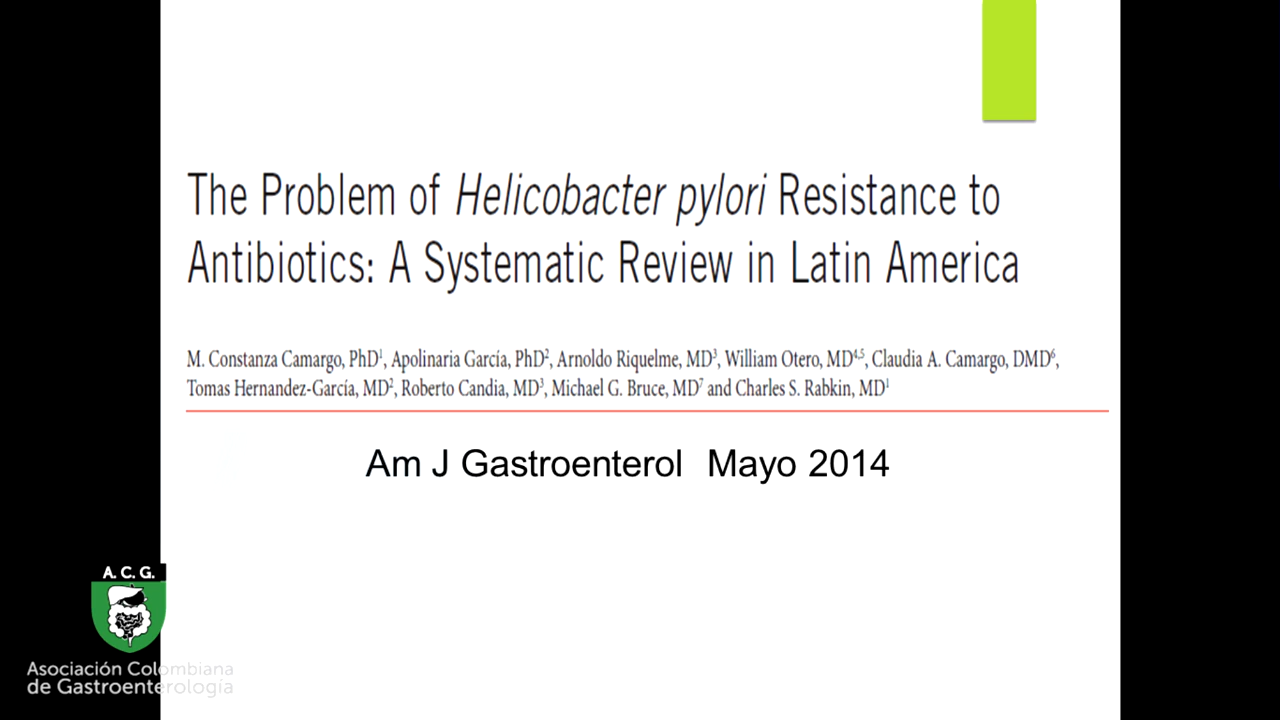 The Problem of Helicobacter pylori Resistance to
Antibiotics: A Systematic Review in Latin America
M. Constanza Camargo, PhD¹, Apolinaria García, PhD², Arnoldo Riquelme, MD³, William Otero, MD⁴,⁵, Claudia A. Camargo, DMD⁶,
Tomas Hernandez-García, MD², Roberto Candia, MD³, Michael G. Bruce, MD⁷ and Charles S. Rabkin, MD¹
Am J Gastroenterol Mayo 2014
A. C. G.
Asociación Colombiana
de Gastroenterología